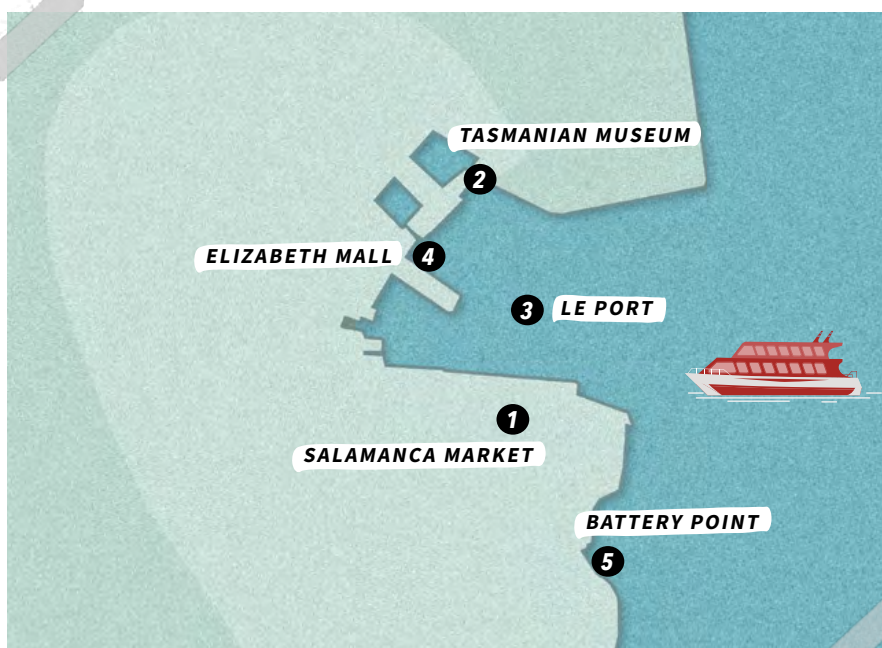 TASMANIAN MUSEUM
2
ELIZABETH MALL 4
3 LE PORT
1
SALAMANCA MARKET
BATTERY POINT
5